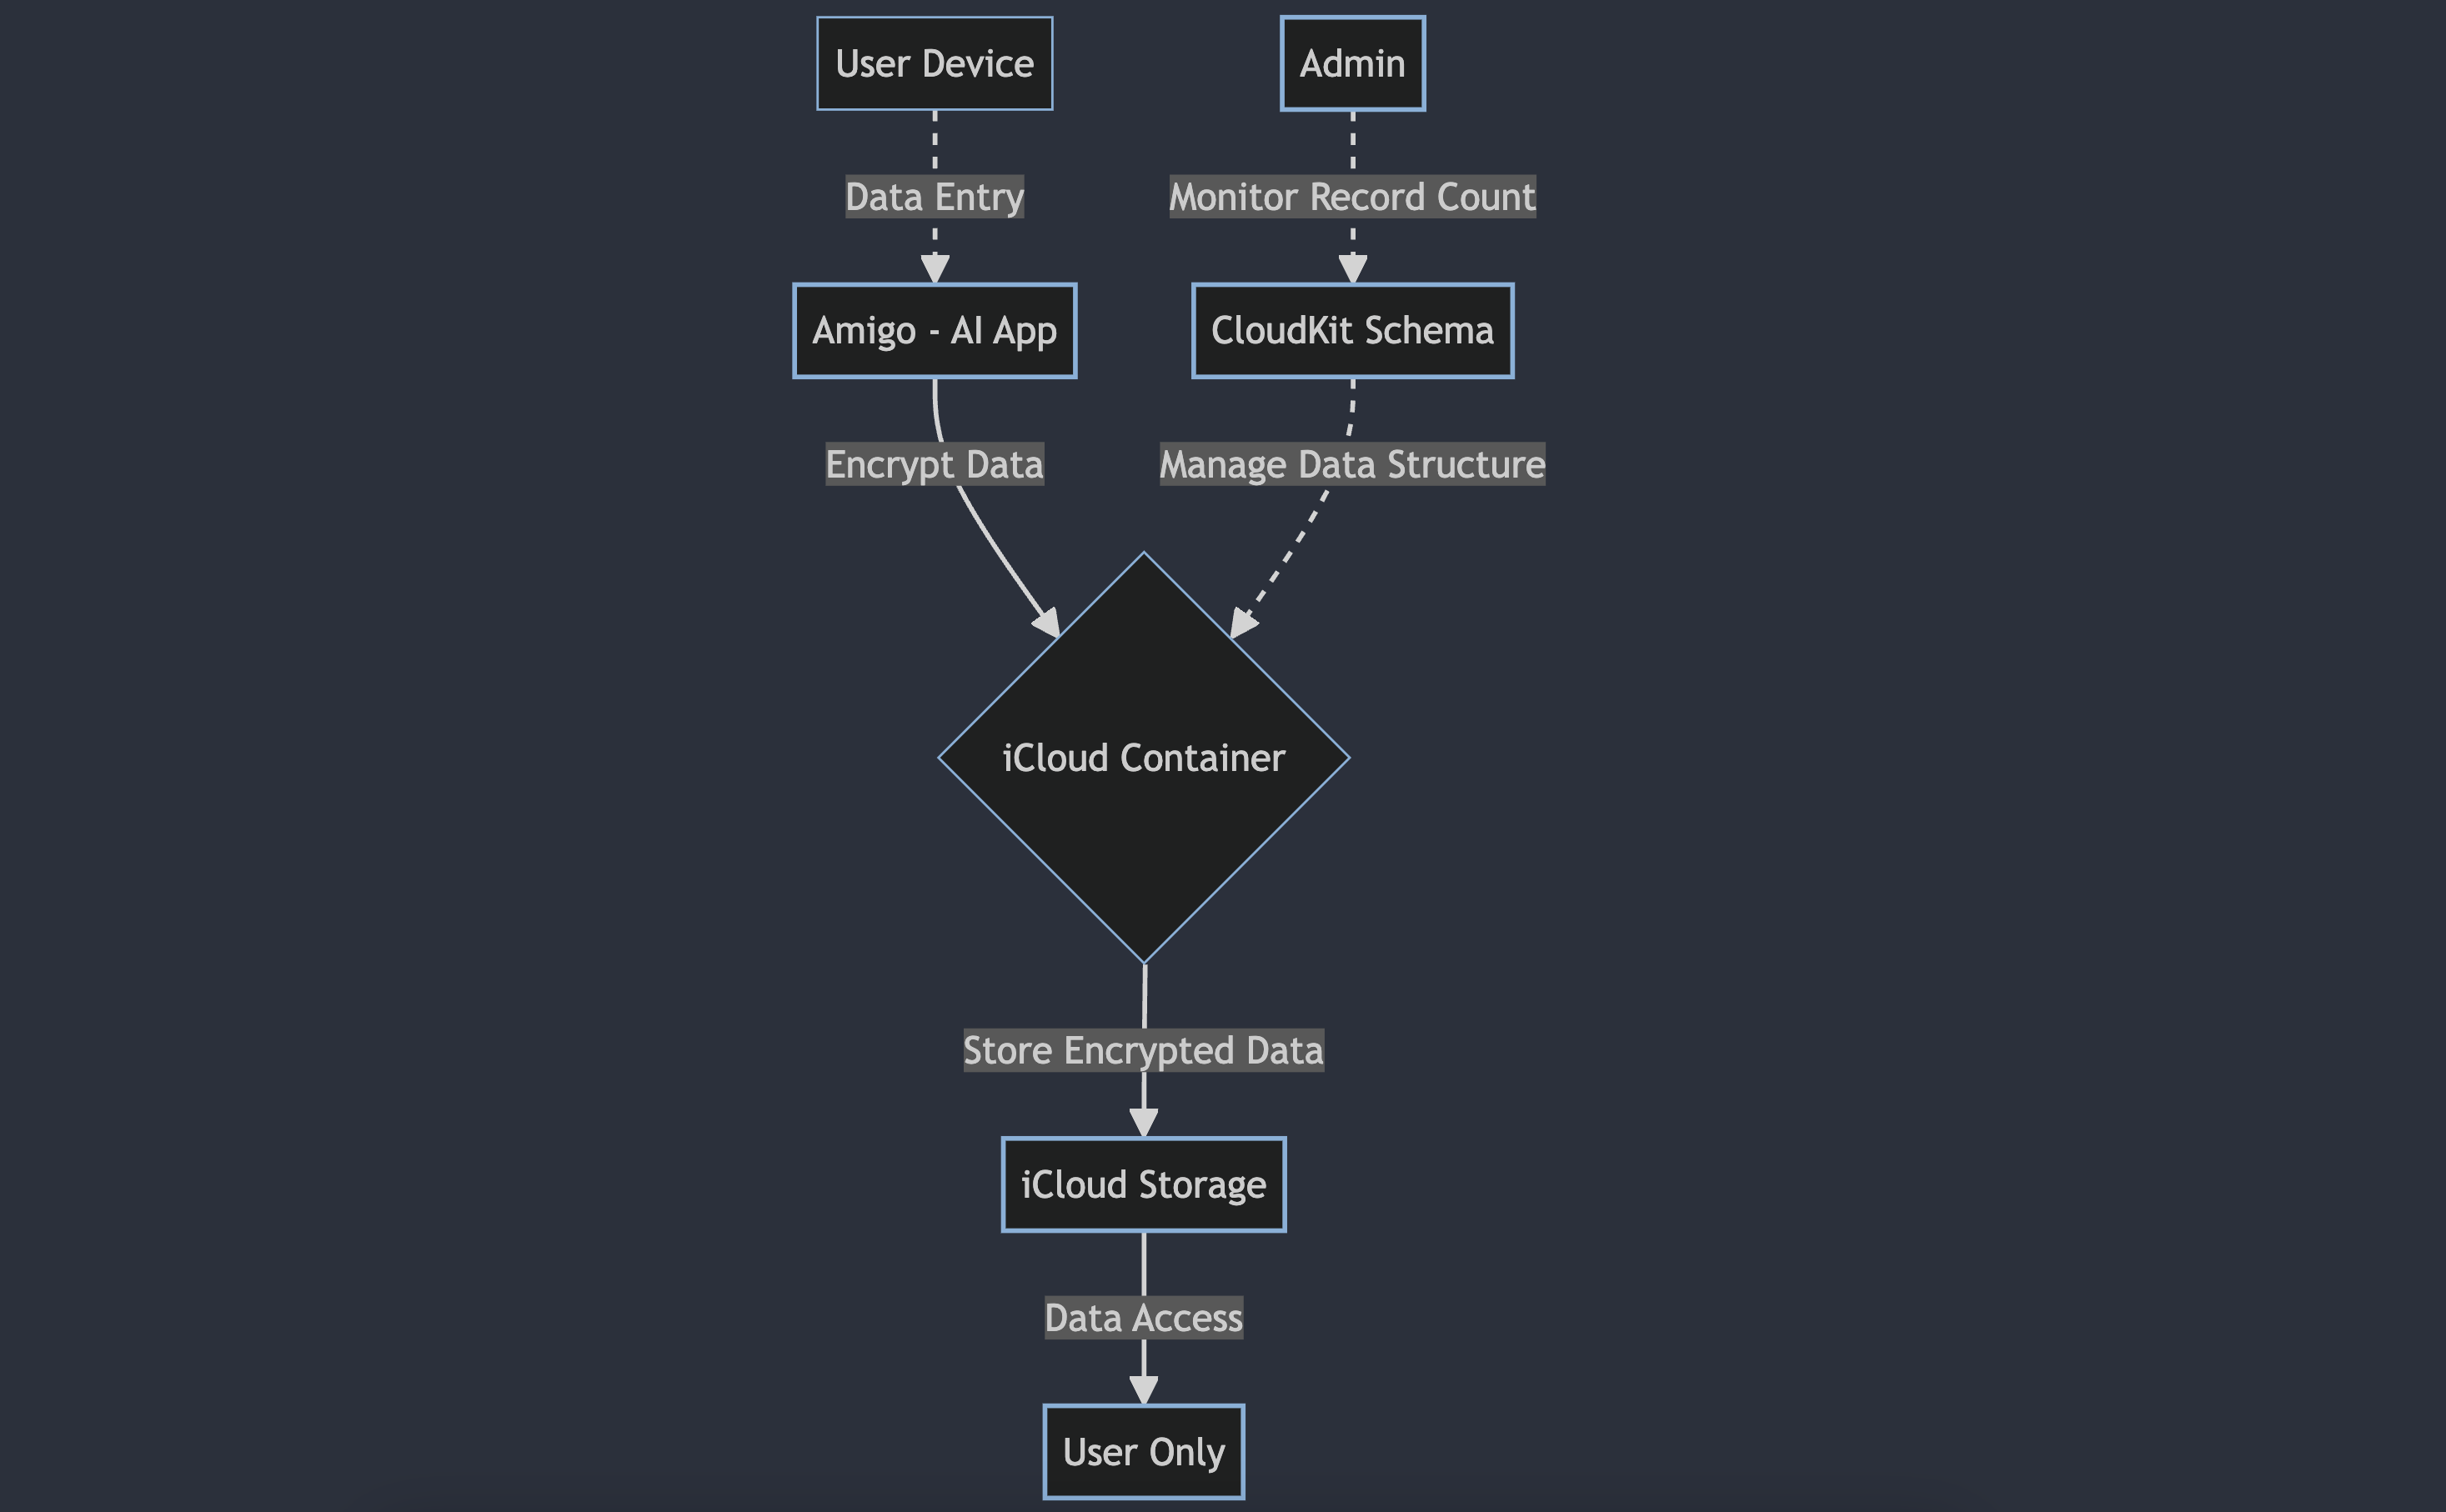 User Device
Admin
Data Entry
Monitor Record Count
Amigo - AI App
CloudKit Schema
Encrypt Data
Manage Data Structure
iCloud Container
Store Encrypted Data
iCloud Storage
Data Access
User Only